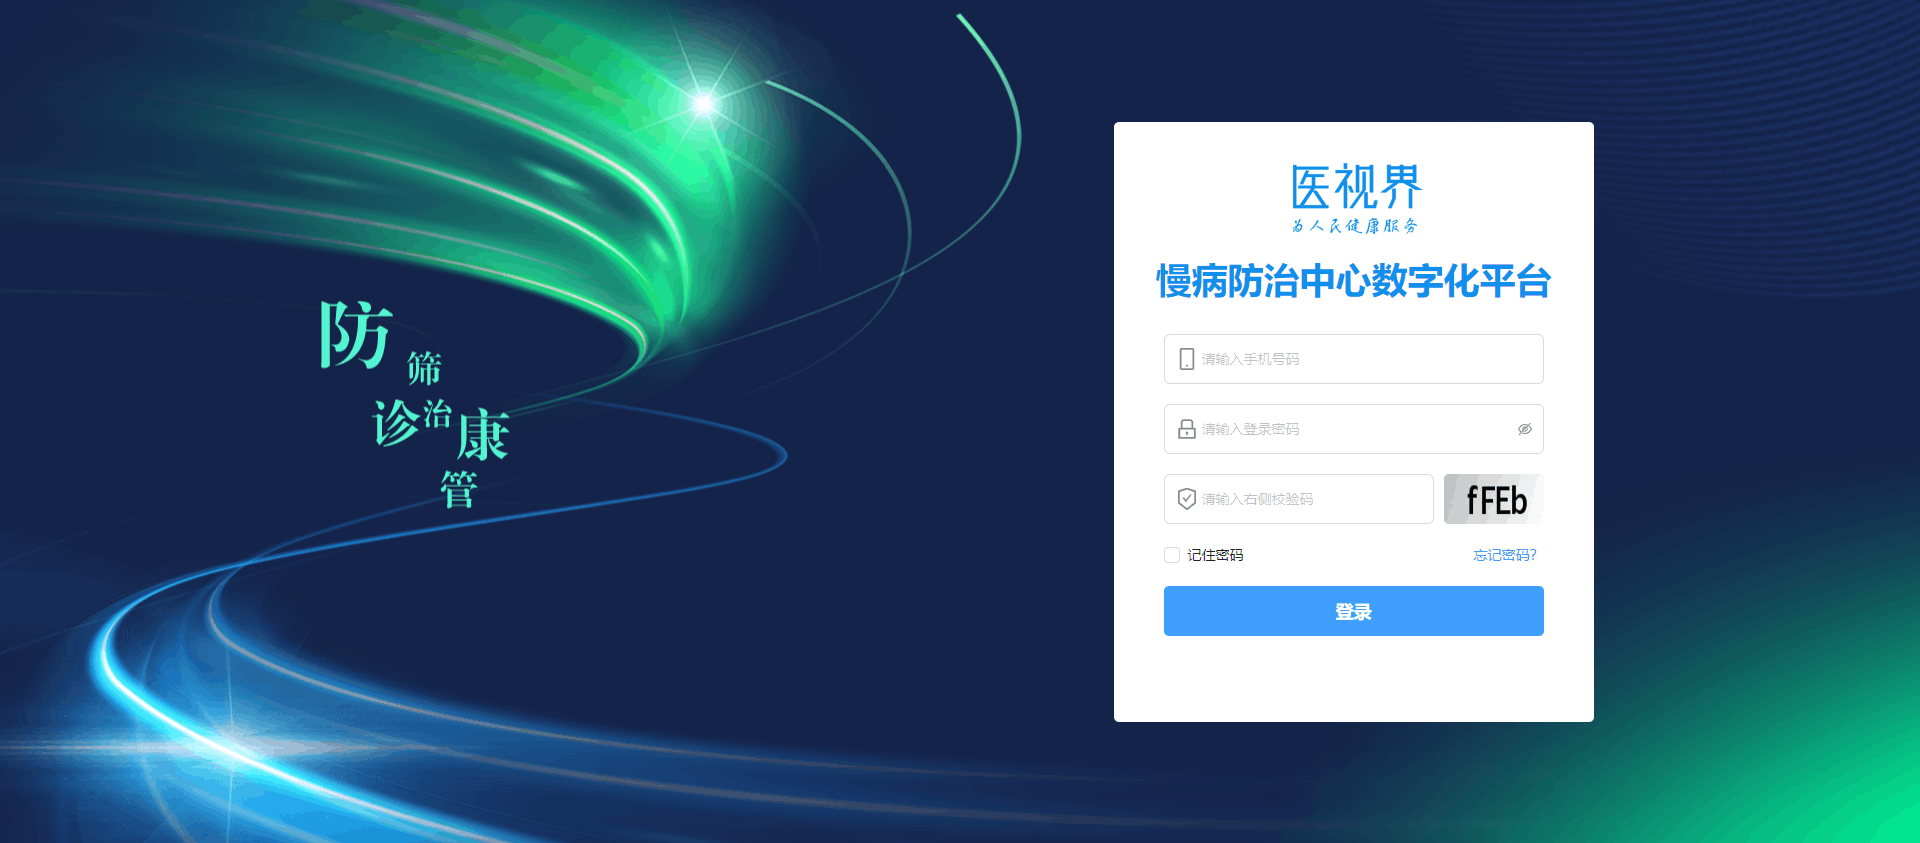 防
筛
诊治康
管
医视界
为人民健康服务
慢病防治中心数字化平台
请输入手机号码
请输入登录密码
请输入右侧校验码
fFEb
记住密码
忘记密码?
登录